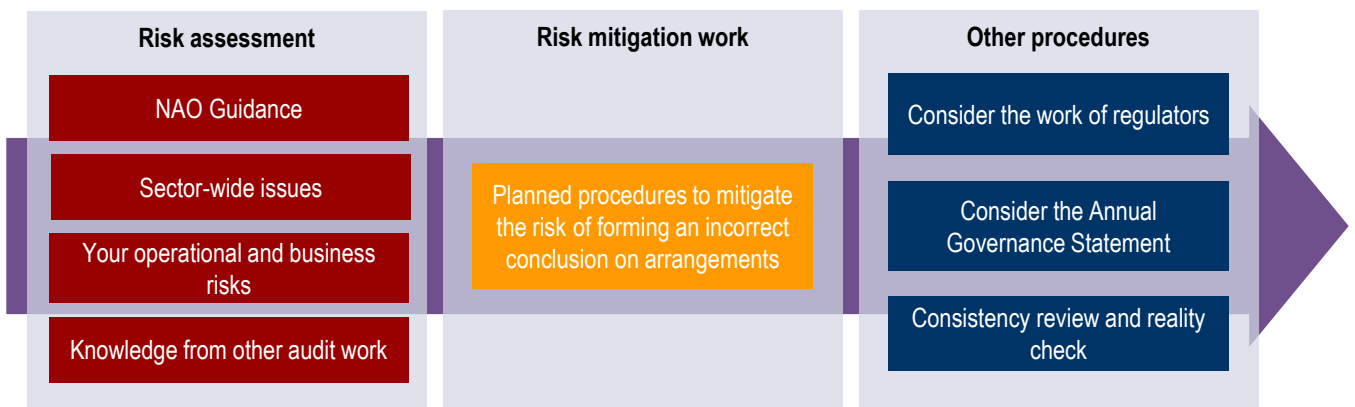 Risk assessment
NAO Guidance
Sector-wide issues
Your operational and business
risks
Knowledge from other audit work
Risk mitigation work
Planned procedures to mitigate
the risk of forming an incorrect
conclusion on arrangements
Other procedures
Consider the work of regulators
Consider the Annual
Governance Statement
Consistency review and reality
check